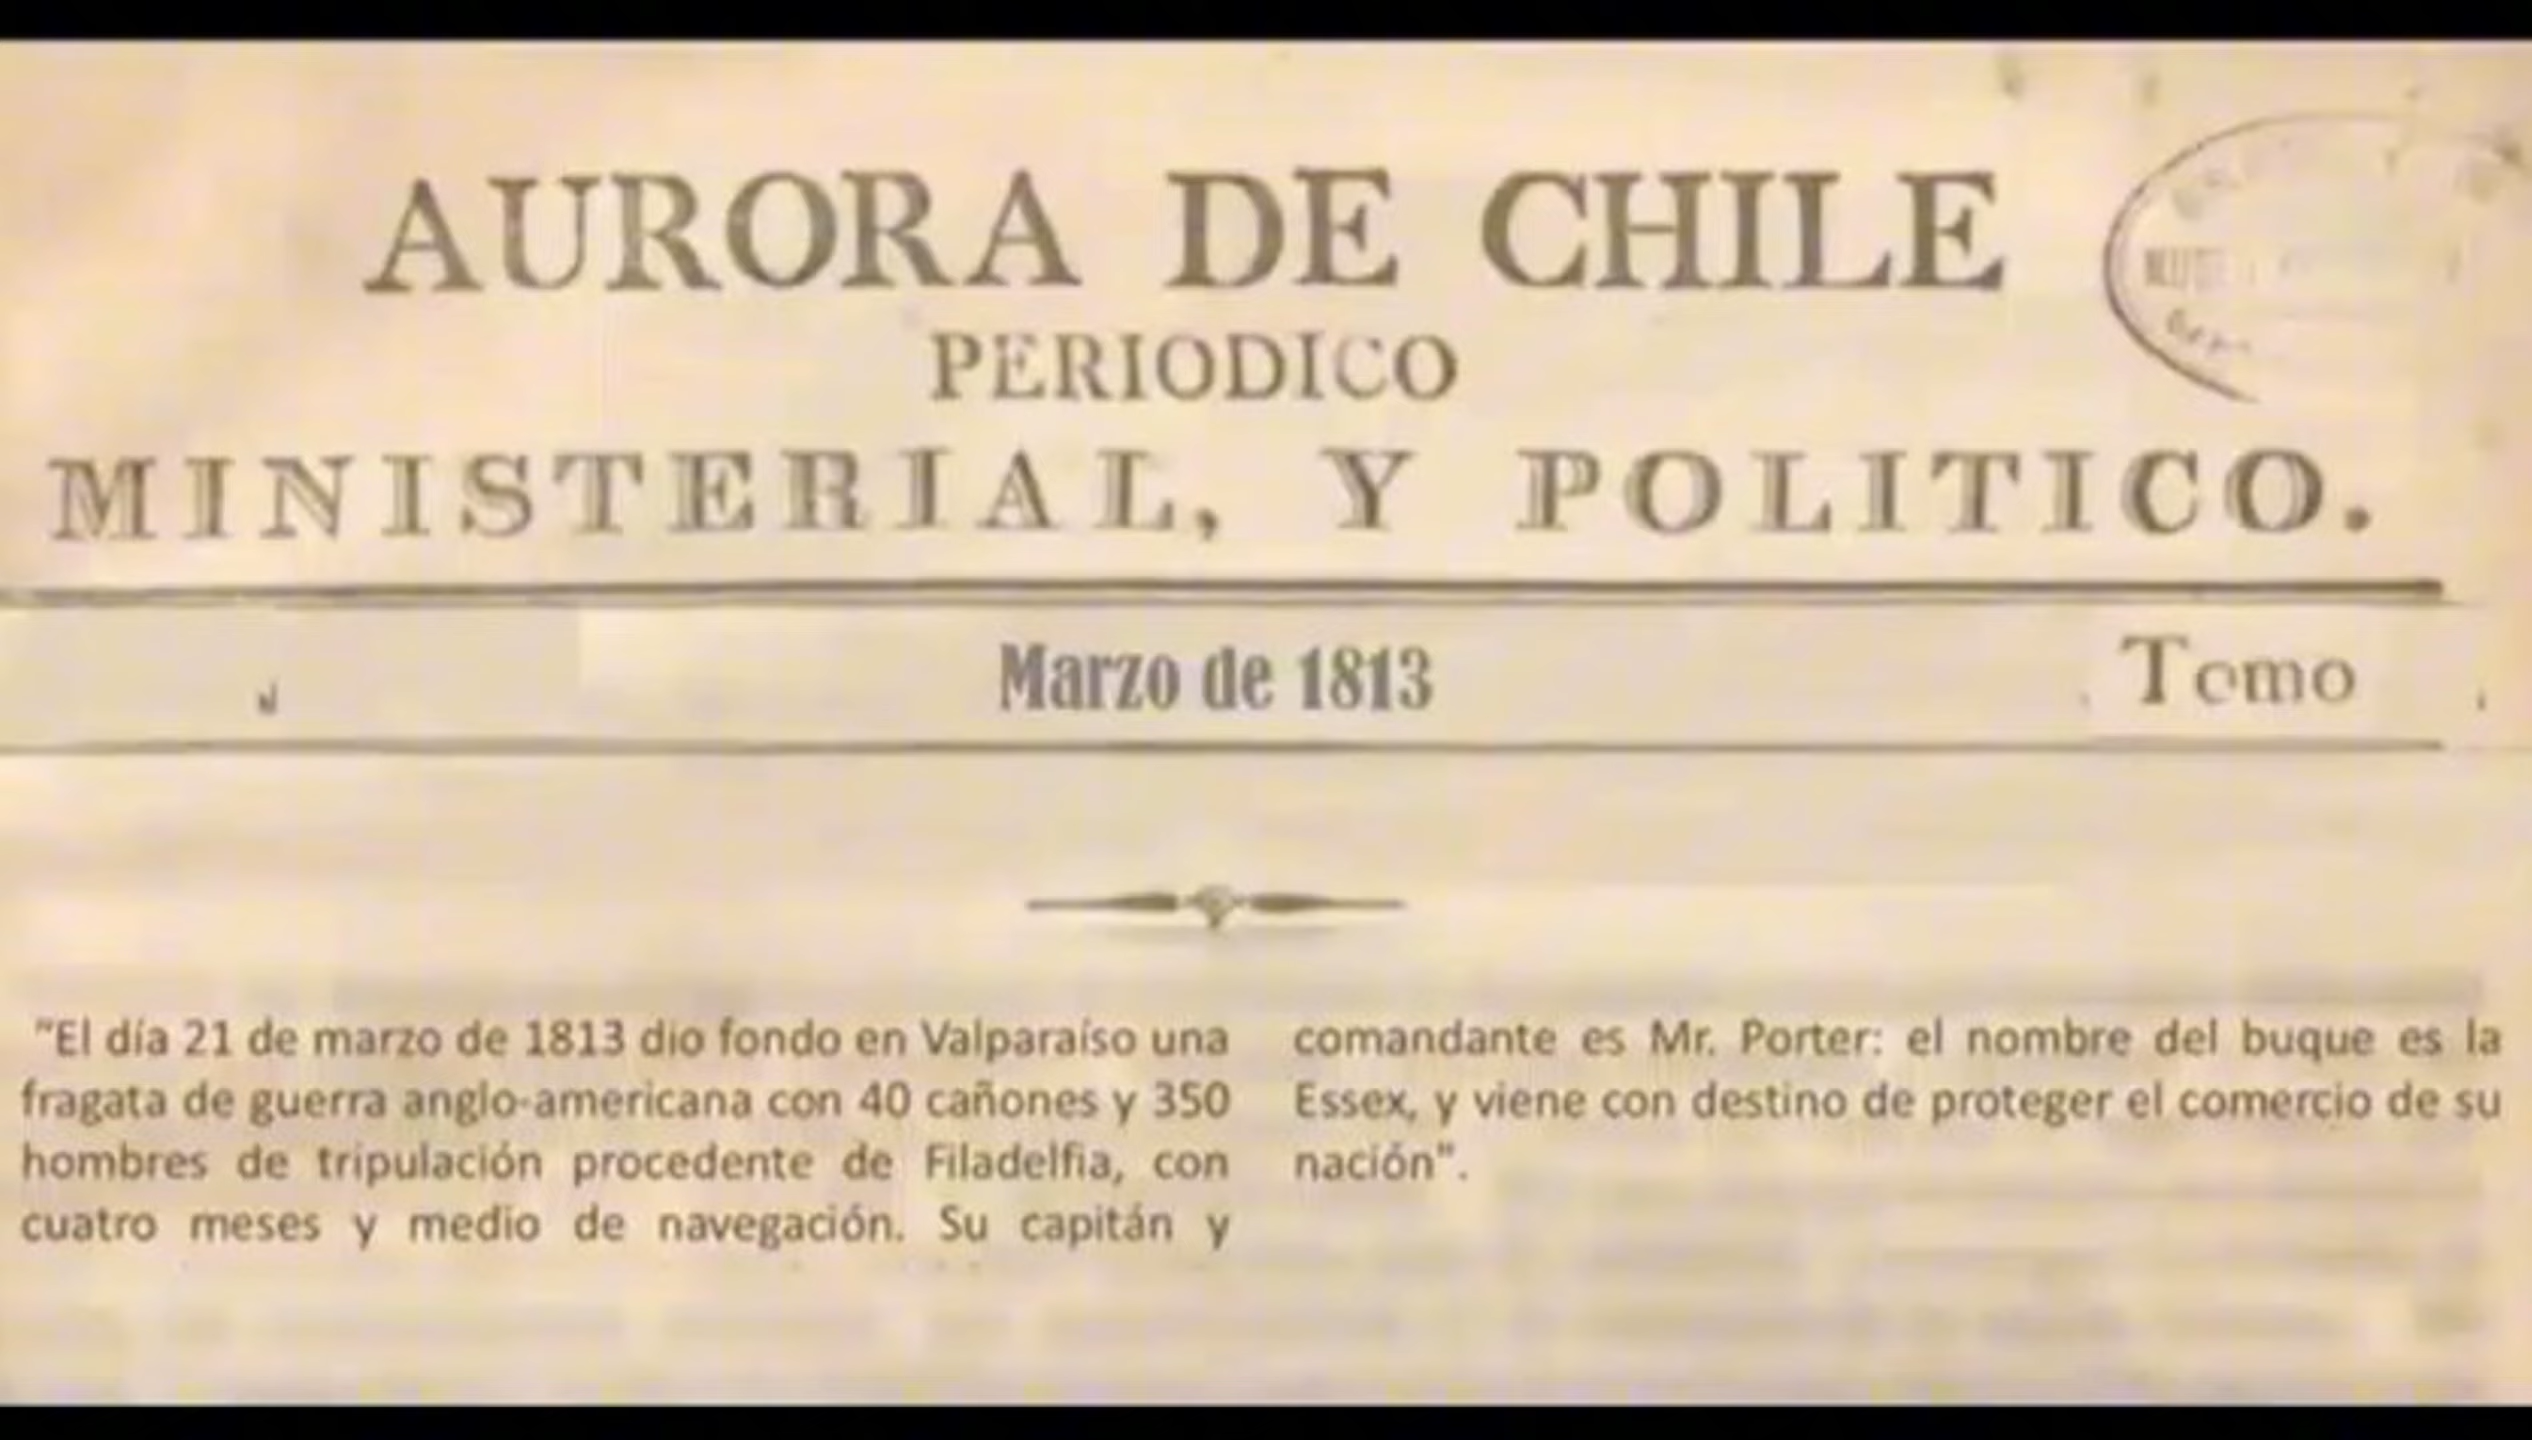 AURORA DE CHILE
PERIODICO
MINISTERIAL, Y POLITICO.
Marzo de 1813
Tomo
"El día 21 de marzo de 1813 dio fondo en Valparaíso una
fragata de guerra anglo-americana con 40 cañones y 350
hombres de tripulación procedente de Filadelfia, con
cuatro meses y medio de navegación. Su capitán y
comandante es Mr. Porter: el nombre del buque es la
Essex, y viene con destino de proteger el comercio de su
nación".